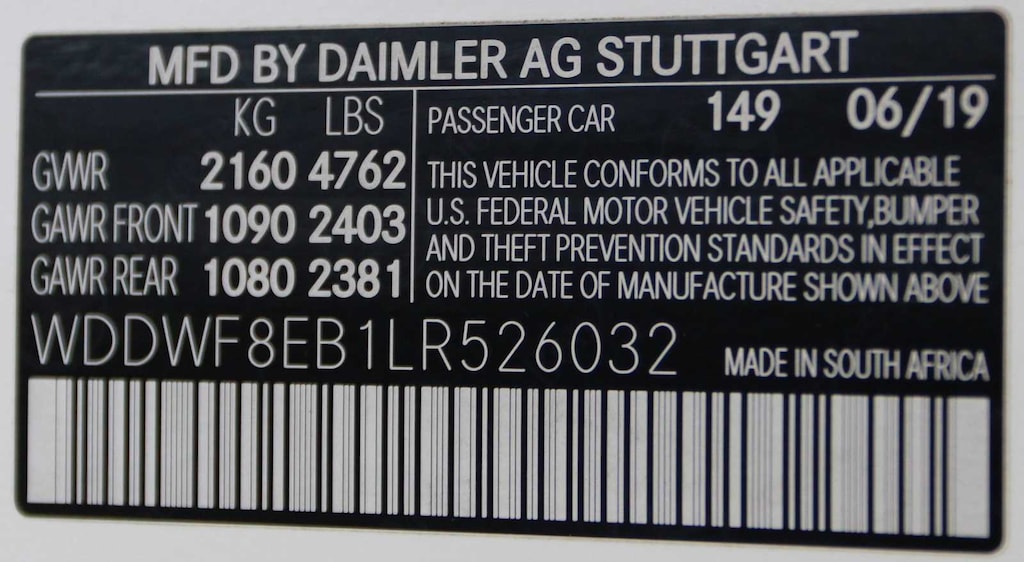 MFD BY DAIMLER AG STUTTGART
KG LBS
GVWR 2160 4762
GAWR FRONT 1090 2403
GAWR REAR 1080 2381
PASSENGER CAR 149 06/19
THIS VEHICLE CONFORMS TO ALL APPLICABLE
U.S. FEDERAL MOTOR VEHICLE SAFETY,BUMPER
AND THEFT PREVENTION STANDARDS IN EFFECT
ON THE DATE OF MANUFACTURE SHOWN ABOVE
WDDWF8EB1LR526032
MADE IN SOUTH AFRICA